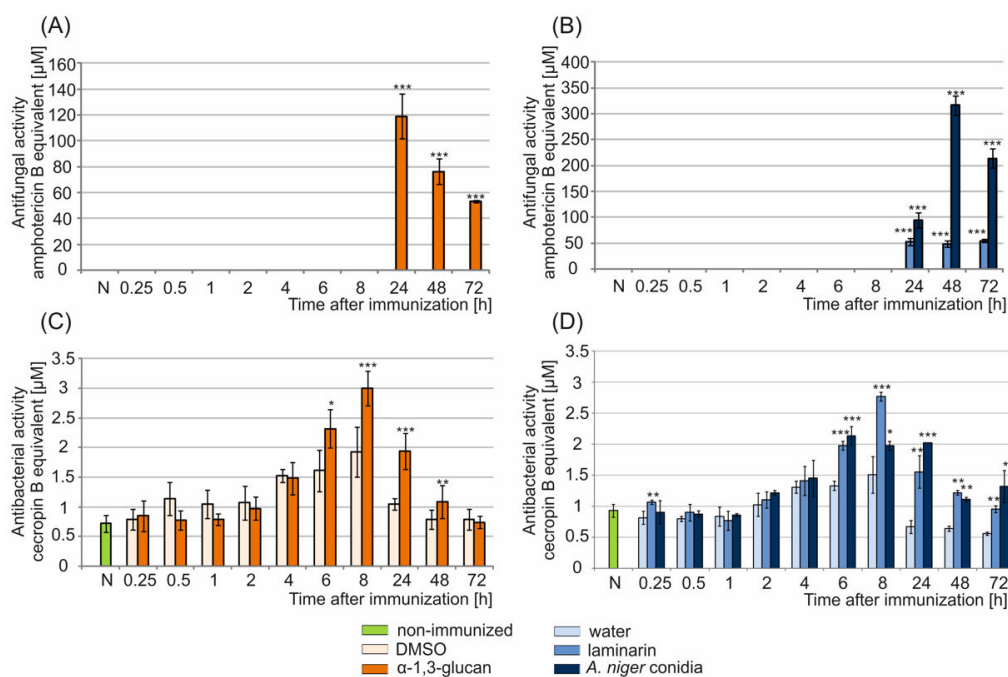 (A)
Antifungal activity
amphotericin B equivalent [µM]
160
140
120
100
80
60
40
20
0
***
***
***
N 0.25 0.5 1 2 4 6 8 24 48 72
Time after immunization [h]
(B)
Antifungal activity
amphotericin B equivalent [µM]
400
350
300
250
200
150
100
50
0
*** *** *** *** *** ***
N 0.25 0.5 1 2 4 6 8 24 48 72
Time after immunization [h]
(C)
Antibacterial activity
cecropin B equivalent [µM]
3.5
3
2.5
2
1.5
1
0.5
0
* *** *** **
N 0.25 0.5 1 2 4 6 8 24 48 72
Time after immunization [h]
(D)
Antibacterial activity
cecropin B equivalent [µM]
3.5
3
2.5
2
1.5
1
0.5
0
** *** *** *** * ** *** ** ** ** *
N 0.25 0.5 1 2 4 6 8 24 48 72
Time after immunization [h]
non-immunized
DMSO
α-1,3-glucan
water
laminarin
A. niger conidia